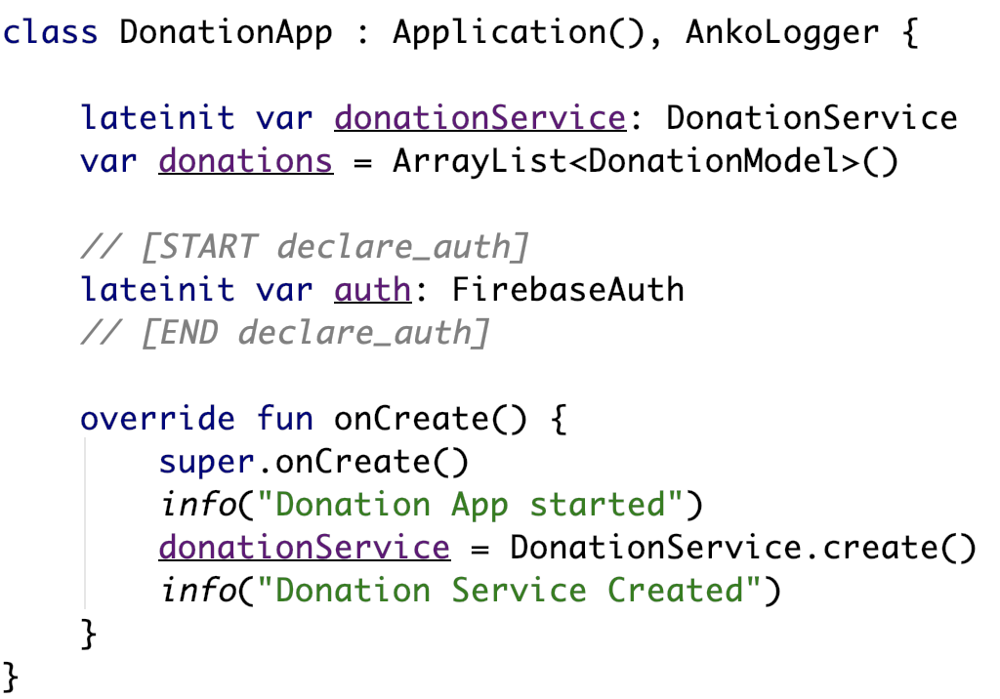 class DonationApp : Application(), AnkoLogger {
    lateinit var donationService: DonationService
    var donations = ArrayList<DonationModel>()
    // [START declare_auth]
    lateinit var auth: FirebaseAuth
    // [END declare_auth]
    override fun onCreate() {
        super.onCreate()
        info("Donation App started")
        donationService = DonationService.create()
        info("Donation Service Created")
    }
}